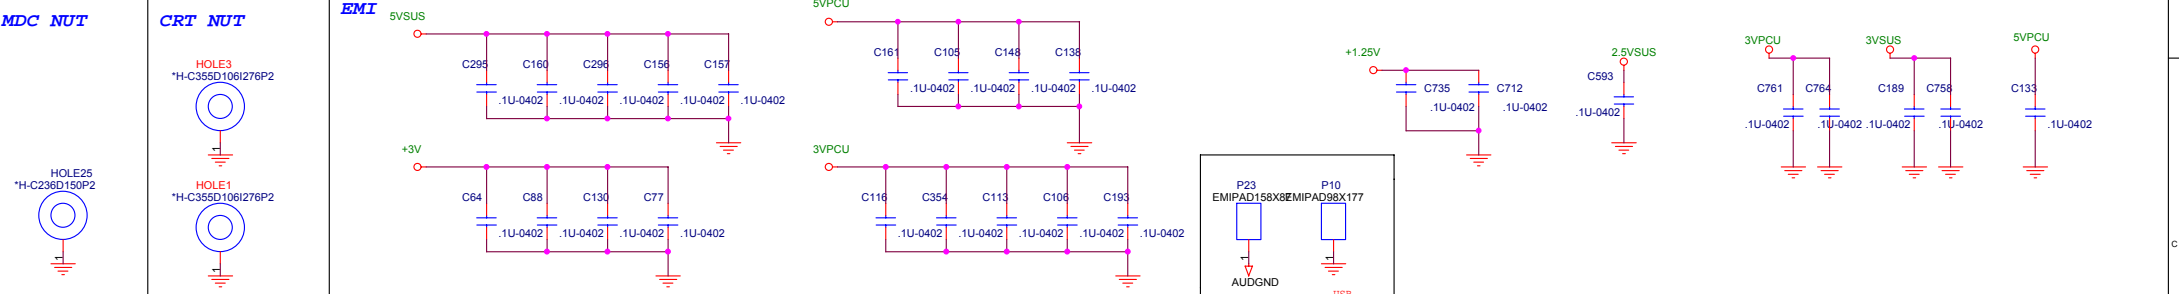 MDC NUT
CRT NUT
EMI
HOLE25
*H-C236D150P2
1
HOLE3
*H-C355D106I276P2
1
HOLE1
*H-C355D106I276P2
1
5VSUS
C295 C160 C296 C156 C157
.1U-0402 .1U-0402 .1U-0402 .1U-0402 .1U-0402
+3V
C64 C88 C130 C77
.1U-0402 .1U-0402 .1U-0402 .1U-0402
5VPCU
C161 C105 C148 C138
.1U-0402 .1U-0402 .1U-0402 .1U-0402
3VPCU
C116 C354 C113 C106 C193
.1U-0402 .1U-0402 .1U-0402 .1U-0402 .1U-0402
P23 P10
EMIPAD98X177
1 1
AUDGND
+1.25V
C735 C712
.1U-0402 .1U-0402
2.5VSUS
C593
.1U-0402
3VPCU
C761 C764
.1U-0402 .1U-0402
3VSUS
C189 C758
.1U-0402 .1U-0402
5VPCU
C133
.1U-0402
C